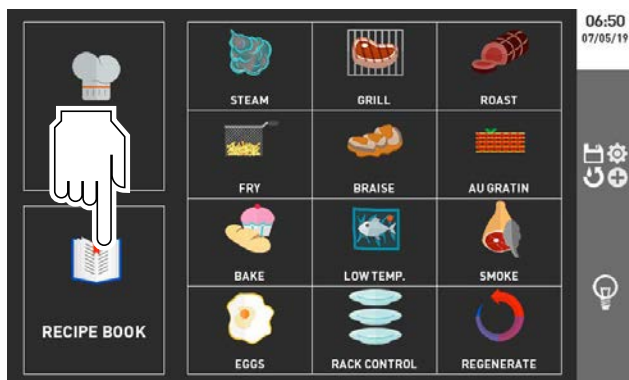 06:50
07/05/19
STEAM
GRILL
ROAST
FRY
BRAISE
AU GRATIN
BAKE
LOW TEMP.
SMOKE
RECIPE BOOK
EGGS
RACK CONTROL
REGENERATE